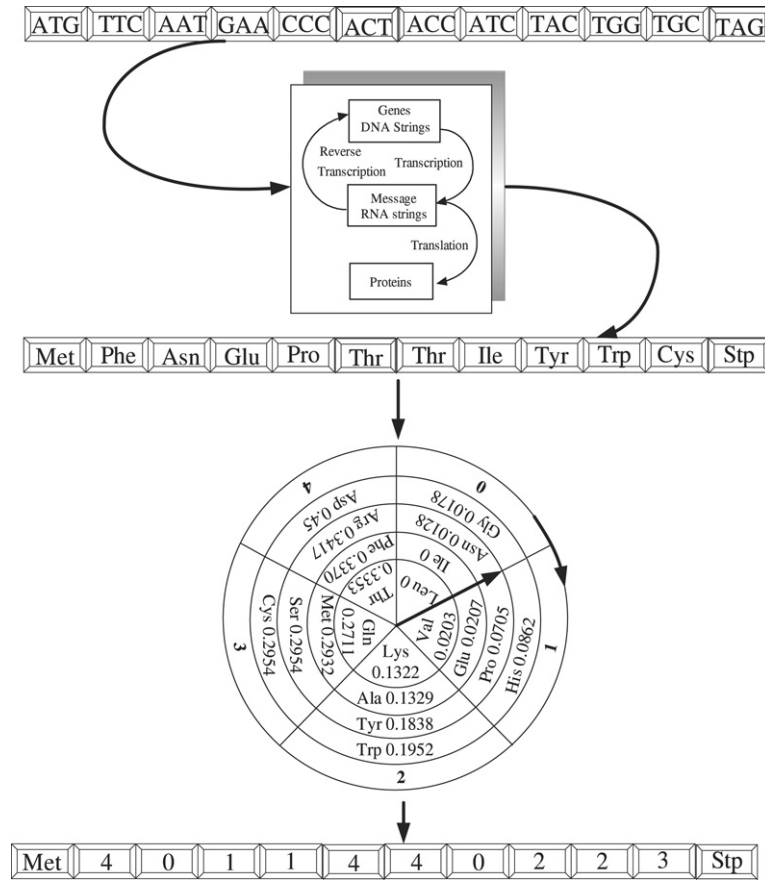 ATG TTC AAT GAA CCC ACT ACC ATC TAC TGG TGC TAG
Genes
DNA Strings
Reverse
Transcription
Transcription
Message
RNA strings
Translation
Proteins
Met Phe Asn Glu Pro Thr Thr Ile Tyr Trp Cys Stp
4
Asp 0.45
Arg 0.3417
Phe 0.3370
Thr
0.3353
0
Gly 0.0178
Asn 0.0128
Ile 0
Leu 0
Val
0.0203
Glu 0.0207
Pro 0.0705
His 0.0862
1
3
Cys 0.2954
Ser 0.2954
Met 0.2932
Gln
0.2711
Lys
0.1322
Ala 0.1329
Tyr 0.1838
Trp 0.1952
2
Met 4 0 1 1 4 4 0 2 2 3 Stp